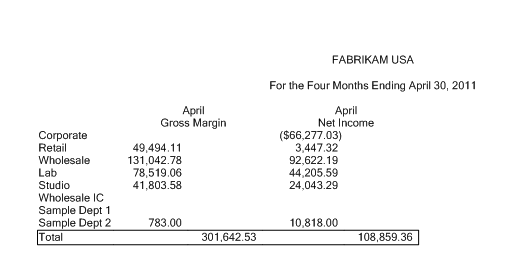 FABRIKAM USA
For the Four Months Ending April 30, 2011
April April
Gross Margin Net Income
Corporate ($66,277.03)
Retail 49,494.11 3,447.32
Wholesale 131,042.78 92,622.19
Lab 78,519.06 44,205.59
Studio 41,803.58 24,043.29
Wholesale IC
Sample Dept 1
Sample Dept 2 783.00 10,818.00
Total 301,642.53 108,859.36